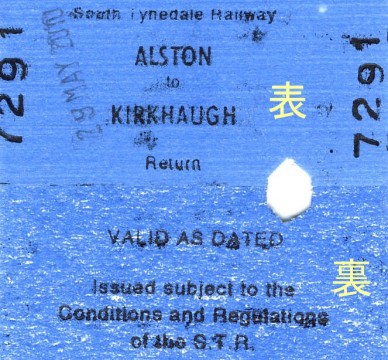 South Tynedale Railway
29 MAY 2010
ALSTON
to
KIRKHAUGH
Return
7291
7291
表
VALID AS DATED
Issued subject to the
Conditions and Regulations
of the S.T.R.
裏